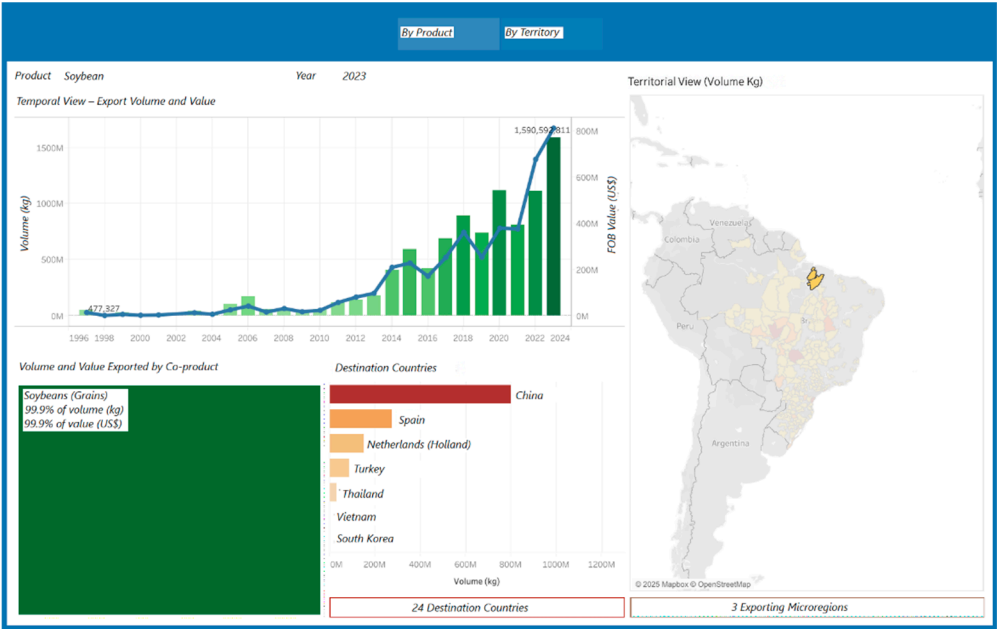 By Product
By Territory
Product Soybean
Year 2023
Temporal View – Export Volume and Value
1,590,592,811
477,327
Volume (kg)
1500M
1000M
500M
0M
800M
600M
400M
200M
0M
FOB Value (US$)
1996 1998 2000 2002 2004 2006 2008 2010 2012 2014 2016 2018 2020 2022 2024
Territorial View (Volume Kg)
Venezuela
Colombia
Peru
Br
Argentina
© 2025 Mapbox © OpenStreetMap
3 Exporting Microregions
Volume and Value Exported by Co-product
Soybeans (Grains)
99.9% of volume (kg)
99.9% of value (US$)
Destination Countries
China
Spain
Netherlands (Holland)
Turkey
Thailand
Vietnam
South Korea
0M 200M 400M 600M 800M 1000M 1200M
Volume (kg)
24 Destination Countries